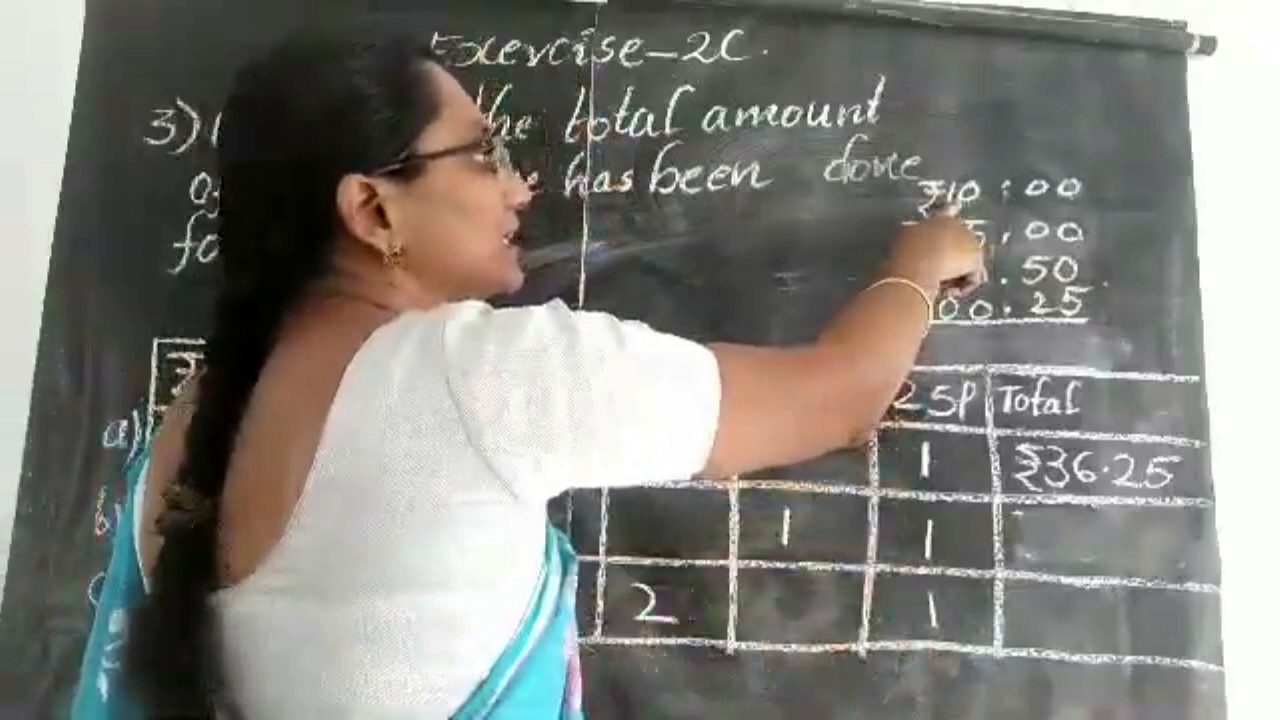 Exercise-2C.
3) the total amount
has been done
₹10.00
5.00
.50
00.25
₹ 25P Total
a) 1 ₹36.25
b) 1 1
2 1